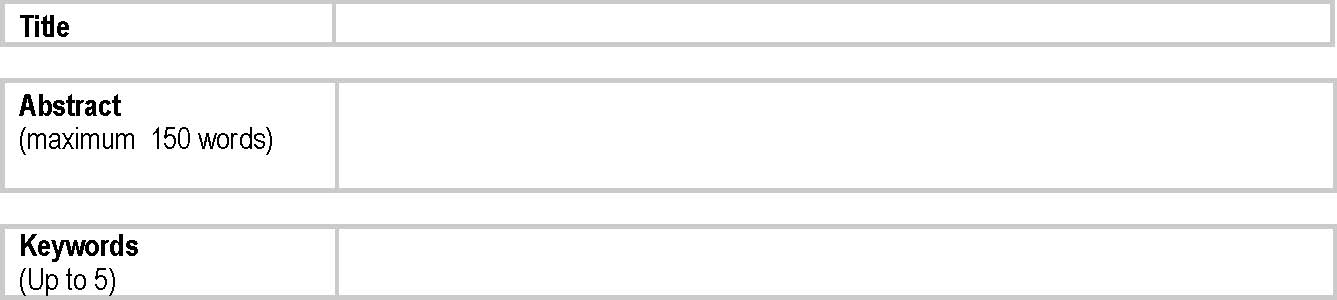 Title
Abstract
(maximum 150 words)
Keywords
(Up to 5)